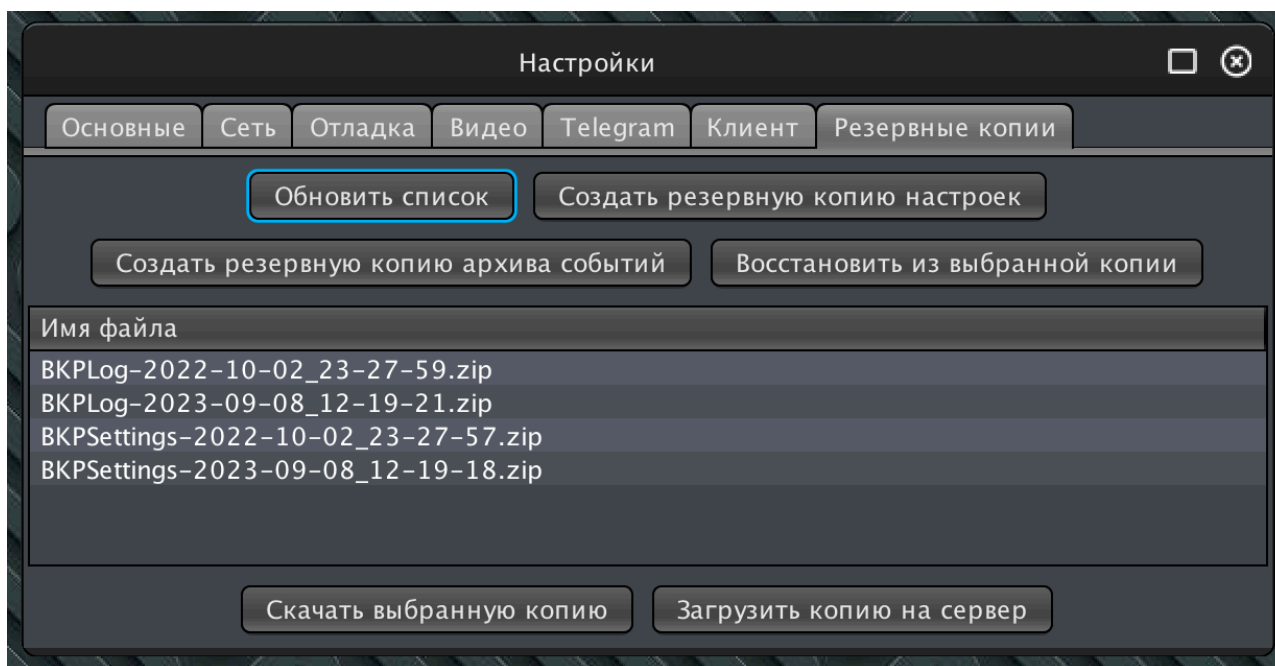 Настройки
Основные Сеть Отладка Видео Telegram Клиент Резервные копии
Обновить список Создать резервную копию настроек
Создать резервную копию архива событий Восстановить из выбранной копии
Имя файла
BKPLog-2022-10-02_23-27-59.zip
BKPLog-2023-09-08_12-19-21.zip
BKPSettings-2022-10-02_23-27-57.zip
BKPSettings-2023-09-08_12-19-18.zip
Скачать выбранную копию Загрузить копию на сервер